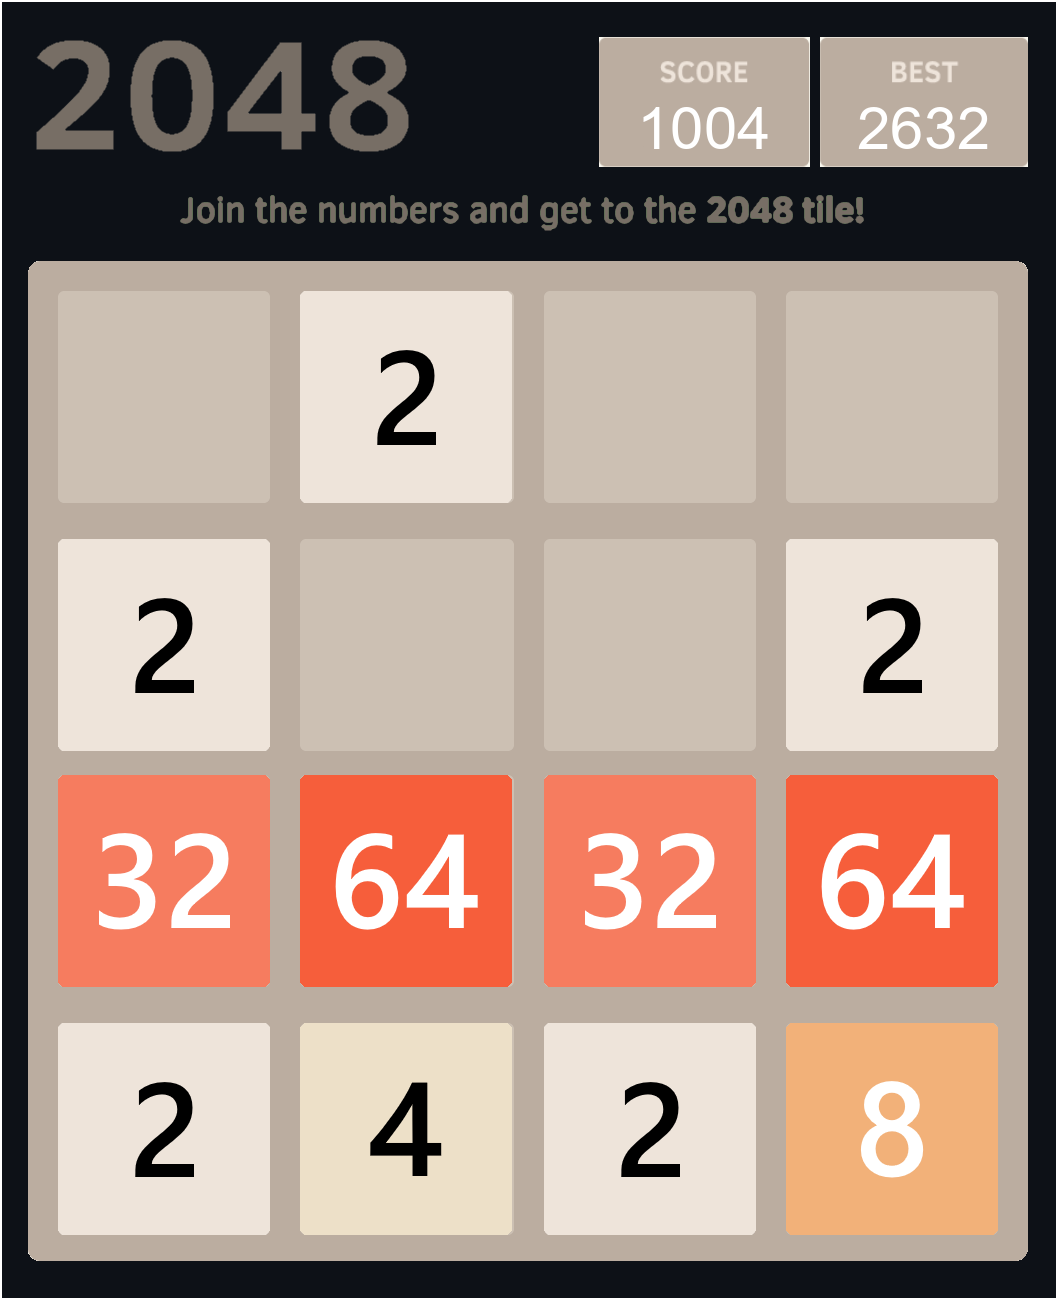 2048
SCORE BEST
1004 2632
Join the numbers and get to the 2048 tile!
2
2 2
32 64 32 64
2 4 2 8